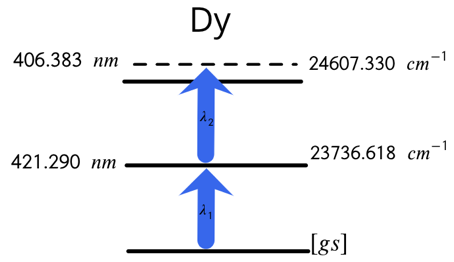 Dy
406.383 nm 24607.330 cm⁻¹
λ₂
421.290 nm 23736.618 cm⁻¹
λ₁
[gs]